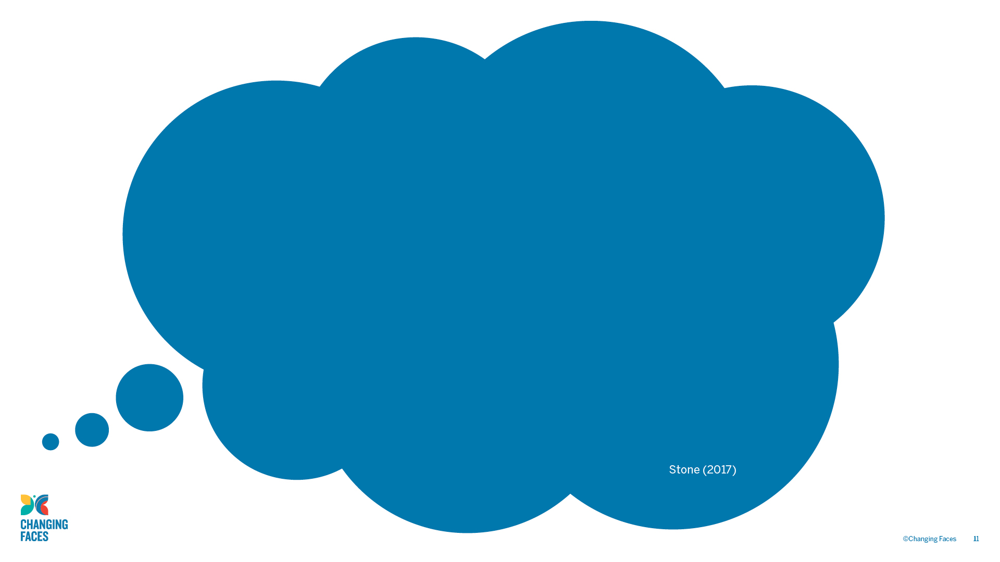 Stone (2017)
CHANGING
FACES
©Changing Faces 11